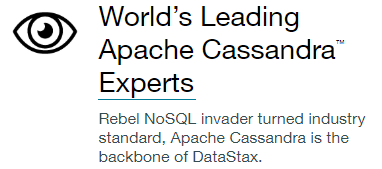 World’s Leading
Apache Cassandra™
Experts
Rebel NoSQL invader turned industry
standard, Apache Cassandra is the
backbone of DataStax.